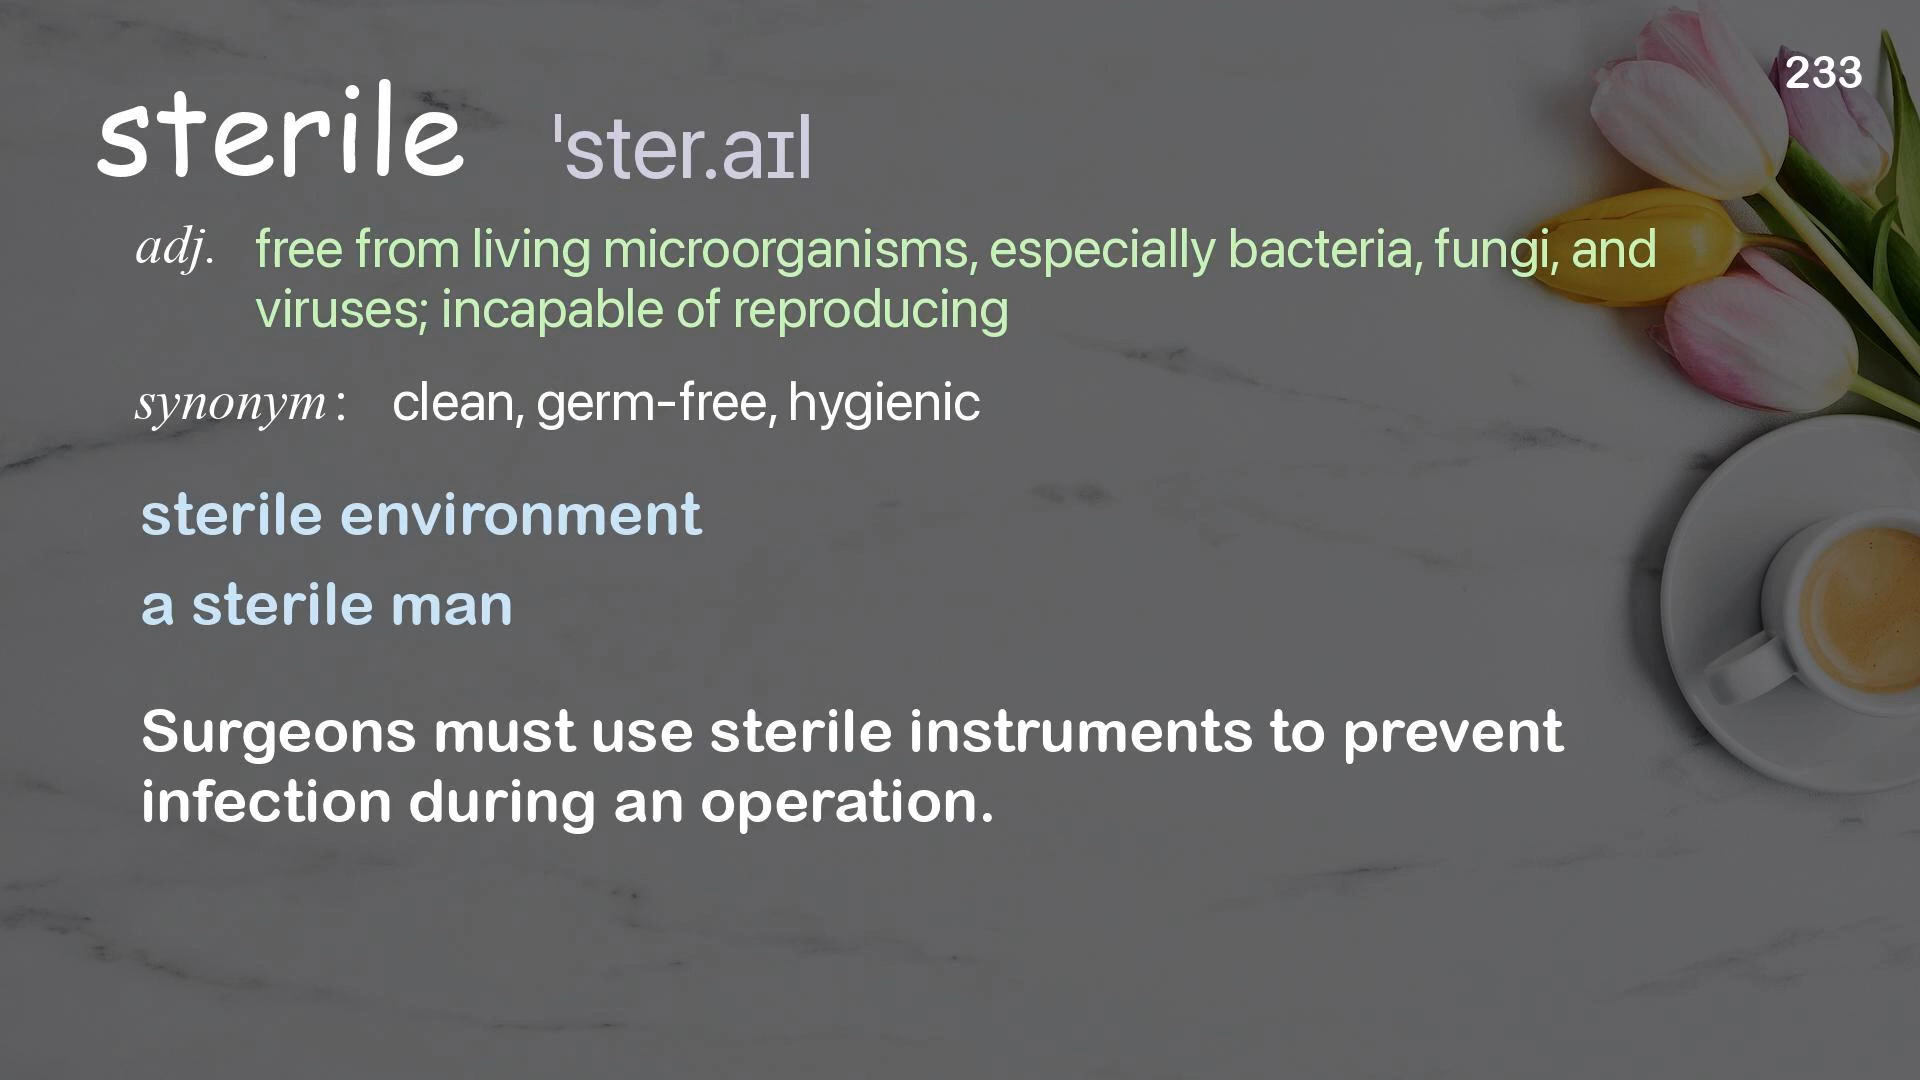 233
sterile ˈster.aɪl
adj. free from living microorganisms, especially bacteria, fungi, and
viruses; incapable of reproducing
synonym: clean, germ-free, hygienic
sterile environment
a sterile man
Surgeons must use sterile instruments to prevent
infection during an operation.